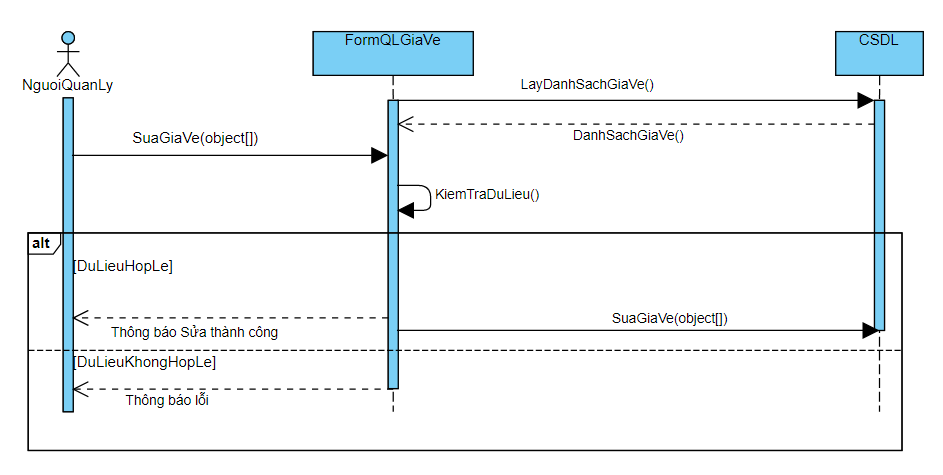 FormQLGiaVe
CSDL
NguoiQuanLy
LayDanhSachGiaVe()
DanhSachGiaVe()
SuaGiaVe(object[])
KiemTraDuLieu()
alt
[DuLieuHopLe]
Thông báo Sửa thành công
SuaGiaVe(object[])
[DuLieuKhongHopLe]
Thông báo lỗi